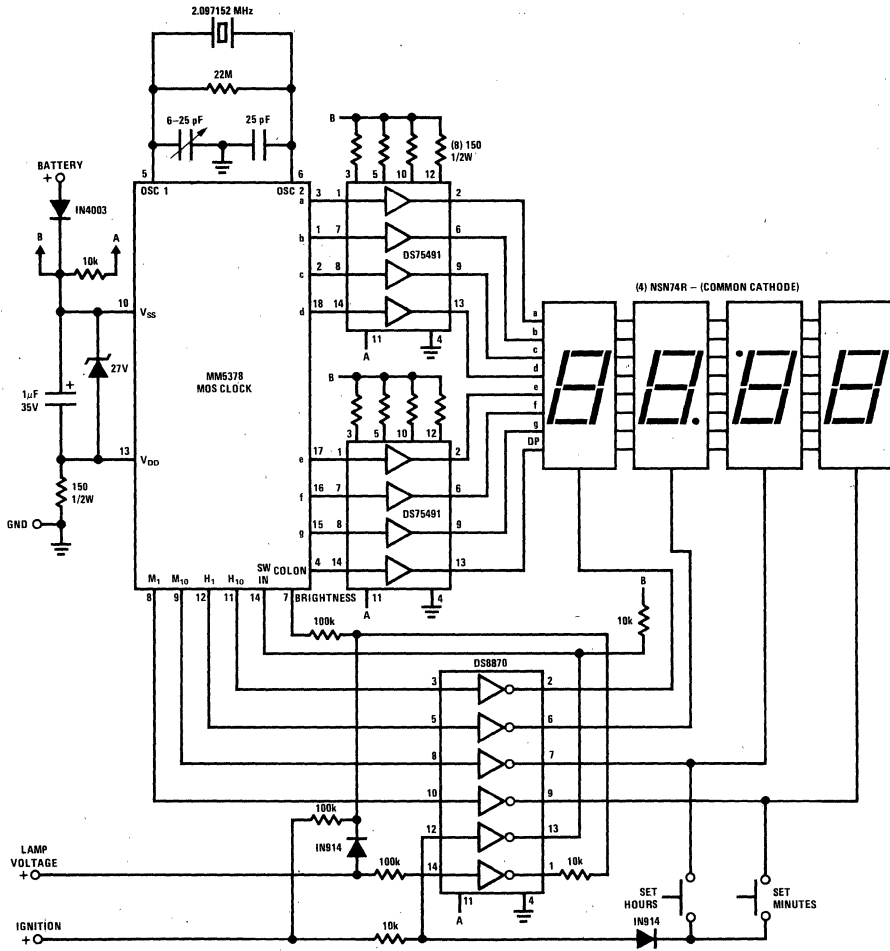 2.097152 MHz
22M
6–25 pF
25 pF
B
(8) 150
1/2W
BATTERY
+
5
6
3
5
10
12
OSC 1
OSC 2
IN4003
a
3
1
2
B
A
b
1
7
6
10k
DS75491
c
2
8
9
(4) NSN74R – (COMMON CATHODE)
10
VSS
d
18
14
13
a
11
4
b
A
c
27V
MM5378
MOS CLOCK
B
d
1μF
35V
+
e
f
3
5
10
12
g
13
VDD
e
17
1
2
DP
150
1/2W
f
16
7
6
DS75491
GND
g
15
8
9
SW
IN
COLON
4
14
13
M1
M10
H1
H10
B
8
9
12
11
14
7
BRIGHTNESS
11
4
A
100k
10k
DS8870
3
2
5
6
8
7
10
9
100k
12
13
LAMP
VOLTAGE
+
IN914
100k
14
1
10k
11
4
SET
HOURS
SET
MINUTES
IGNITION
+
A
10k
IN914